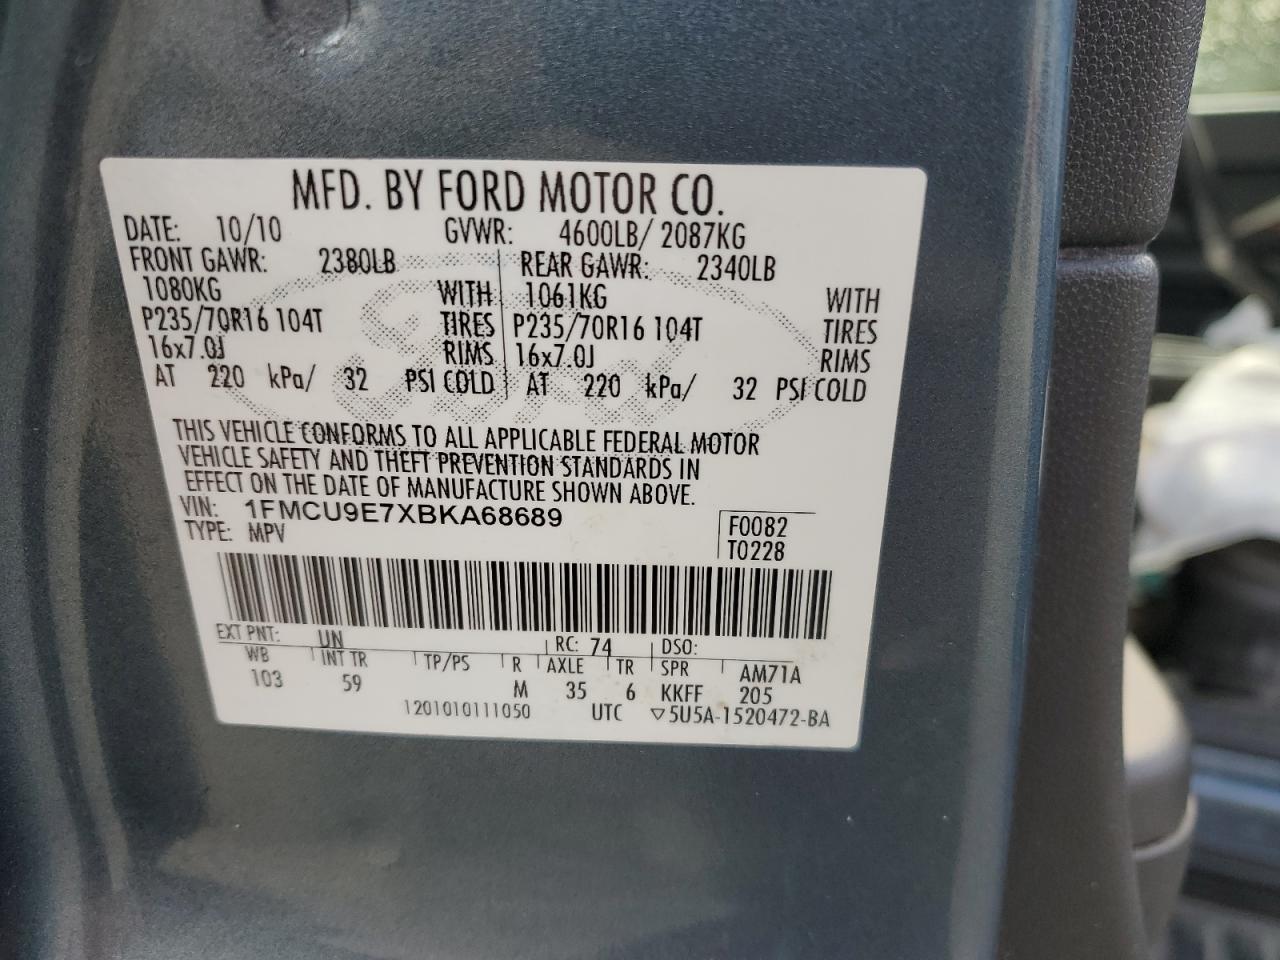 MFD. BY FORD MOTOR CO.
DATE: 10/10 GVWR: 4600LB/ 2087KG
FRONT GAWR: 2380LB REAR GAWR: 2340LB
1080KG WITH 1061KG WITH
P235/70R16 104T TIRES P235/70R16 104T TIRES
16x7.0J RIMS 16x7.0J RIMS
AT 220 kPa/ 32 PSI COLD AT 220 kPa/ 32 PSI COLD
THIS VEHICLE CONFORMS TO ALL APPLICABLE FEDERAL MOTOR
VEHICLE SAFETY AND THEFT PREVENTION STANDARDS IN
EFFECT ON THE DATE OF MANUFACTURE SHOWN ABOVE.
VIN: 1FMCU9E7XBKA68689 F0082
TYPE: MPV T0228
EXT PNT: UN RC: 74 DSO:
WB INT TR TP/PS R AXLE TR SPR AM71A
103 59 M 35 6 KKFF 205
1201010111050 UTC ▽5U5A-1520472-BA